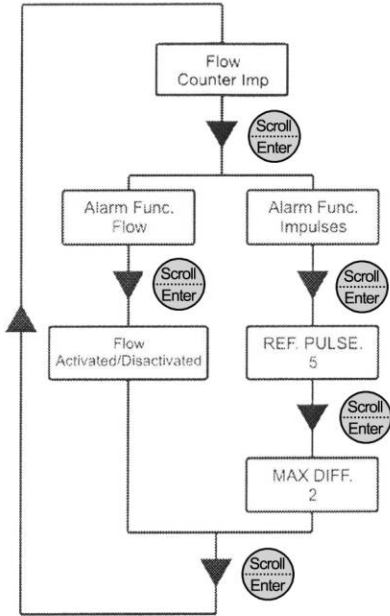 Flow
Counter Imp
Scroll
Enter
Alarm Func.
Flow
Alarm Func.
Impulses
Scroll
Enter
Scroll
Enter
Flow
Activated/Disactivated
REF. PULSE.
5
Scroll
Enter
MAX DIFF.
2
Scroll
Enter